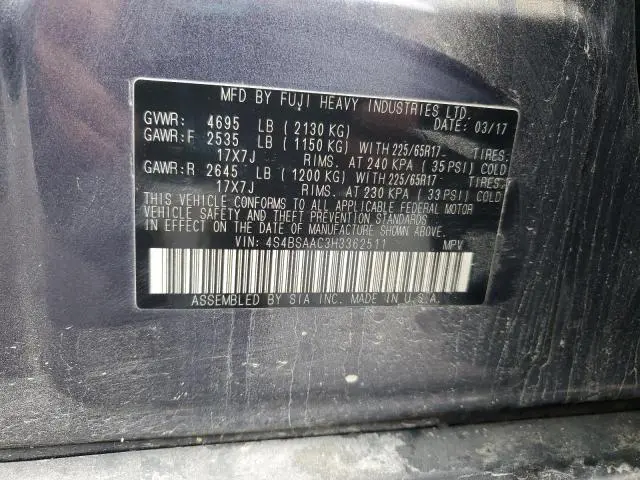 MFD BY FUJI HEAVY INDUSTRIES LTD.
GVWR: 4695 LB (2130 KG) DATE: 03/17
GAWR:F 2535 LB (1150 KG) WITH 225/65R17- TIRES,
17X7J RIMS. AT 240 KPA (35 PSI) COLD
GAWR:R 2645 LB (1200 KG) WITH 225/65R17- TIRES,
17X7J RIMS. AT 230 KPA (33 PSI) COLD
THIS VEHICLE CONFORMS TO ALL APPLICABLE FEDERAL MOTOR
VEHICLE SAFETY AND THEFT PREVENTION STANDARDS
IN EFFECT ON THE DATE OF MANUFACTURE SHOWN ABOVE.
VIN: 4S4BSAAC3H3362511 MPV
ASSEMBLED BY SIA INC. MADE IN U.S.A.